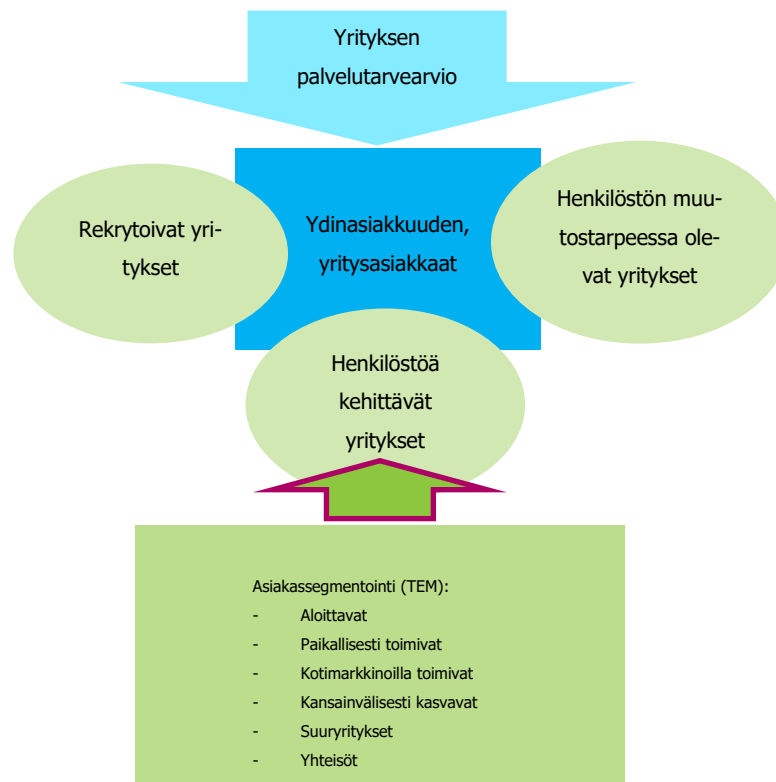 Yrityksen
palvelutarvearvio
Rekrytoivat yri-
tykset
Ydinasiakkuuden,
yritysasiakkaat
Henkilöstön muu-
tostarpeessa ole-
vat yritykset
Henkilöstöä
kehittävät
yritykset
Asiakassegmentointi (TEM):
- Aloittavat
- Paikallisesti toimivat
- Kotimarkkinoilla toimivat
- Kansainvälisesti kasvavat
- Suuryritykset
- Yhteisöt